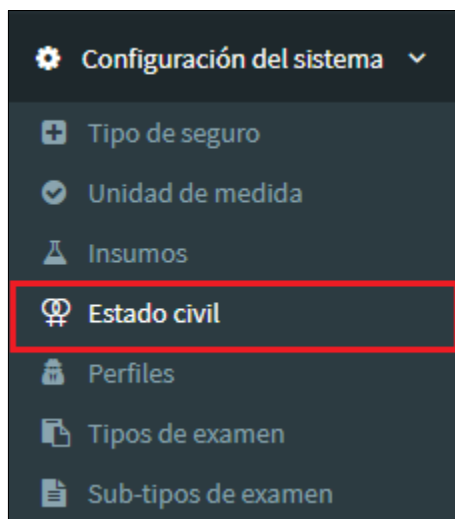 Configuración del sistema
Tipo de seguro
Unidad de medida
Insumos
Estado civil
Perfiles
Tipos de examen
Sub-tipos de examen